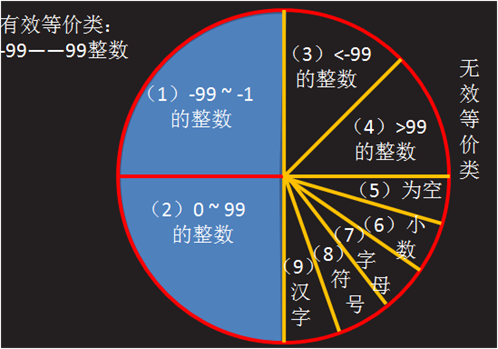 有效等价类：
-99——99整数
（1）-99 ~ -1
的整数
（2）0 ~ 99
的整数
（3）<-99
的整数
（4）>99
的整数
无效等价类
（5）为空
（6）小数
（7）字母
（8）符号
（9）汉字